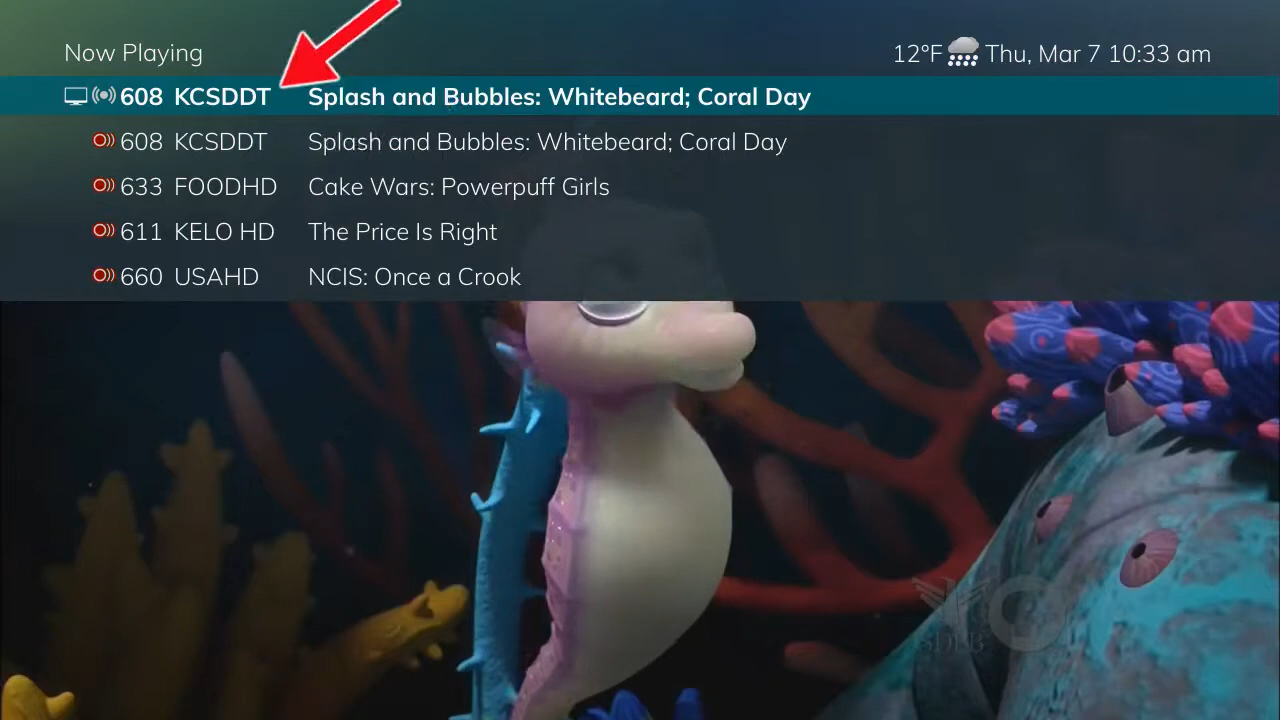 Now Playing
12°F Thu, Mar 7 10:33 am
608 KCSDDT Splash and Bubbles: Whitebeard; Coral Day
608 KCSDDT Splash and Bubbles: Whitebeard; Coral Day
633 FOODHD Cake Wars: Powerpuff Girls
611 KELO HD The Price Is Right
660 USAHD NCIS: Once a Crook
SDPB